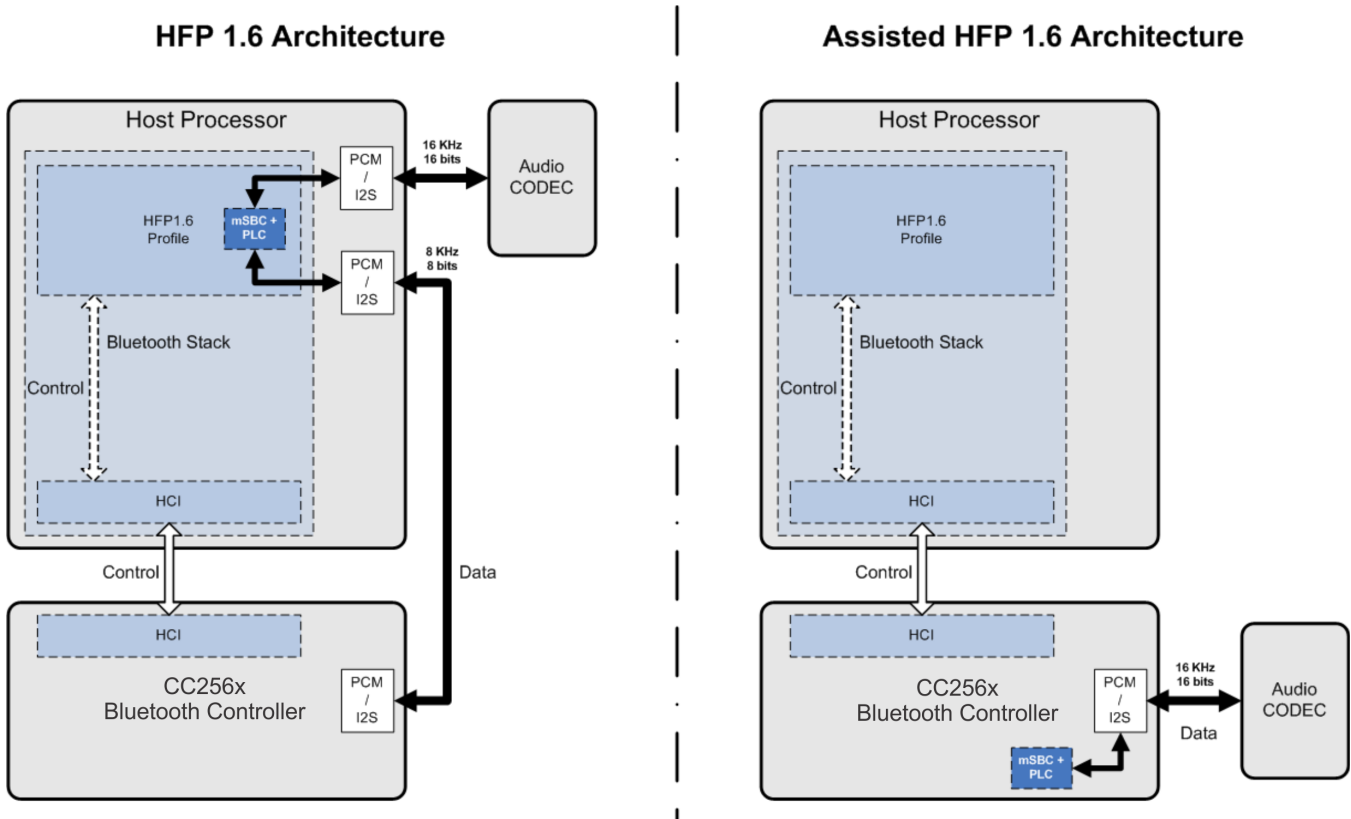 HFP 1.6 Architecture
Host Processor
PCM
/
I2S
16 KHz
16 bits
Audio
CODEC
HFP1.6
Profile
mSBC +
PLC
8 KHz
8 bits
PCM
/
I2S
Bluetooth Stack
Control
HCI
Control
Data
HCI
CC256x
Bluetooth Controller
PCM
/
I2S
Assisted HFP 1.6 Architecture
Host Processor
HFP1.6
Profile
Bluetooth Stack
Control
HCI
Control
HCI
CC256x
Bluetooth Controller
PCM
/
I2S
16 KHz
16 bits
Data
Audio
CODEC
mSBC +
PLC